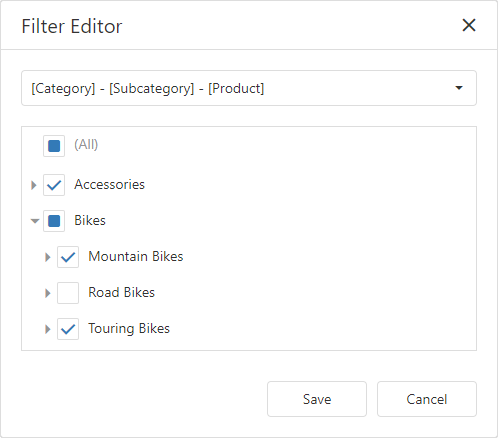 Filter Editor
[Category] - [Subcategory] - [Product]
(All)
Accessories
Bikes
Mountain Bikes
Road Bikes
Touring Bikes
Save Cancel